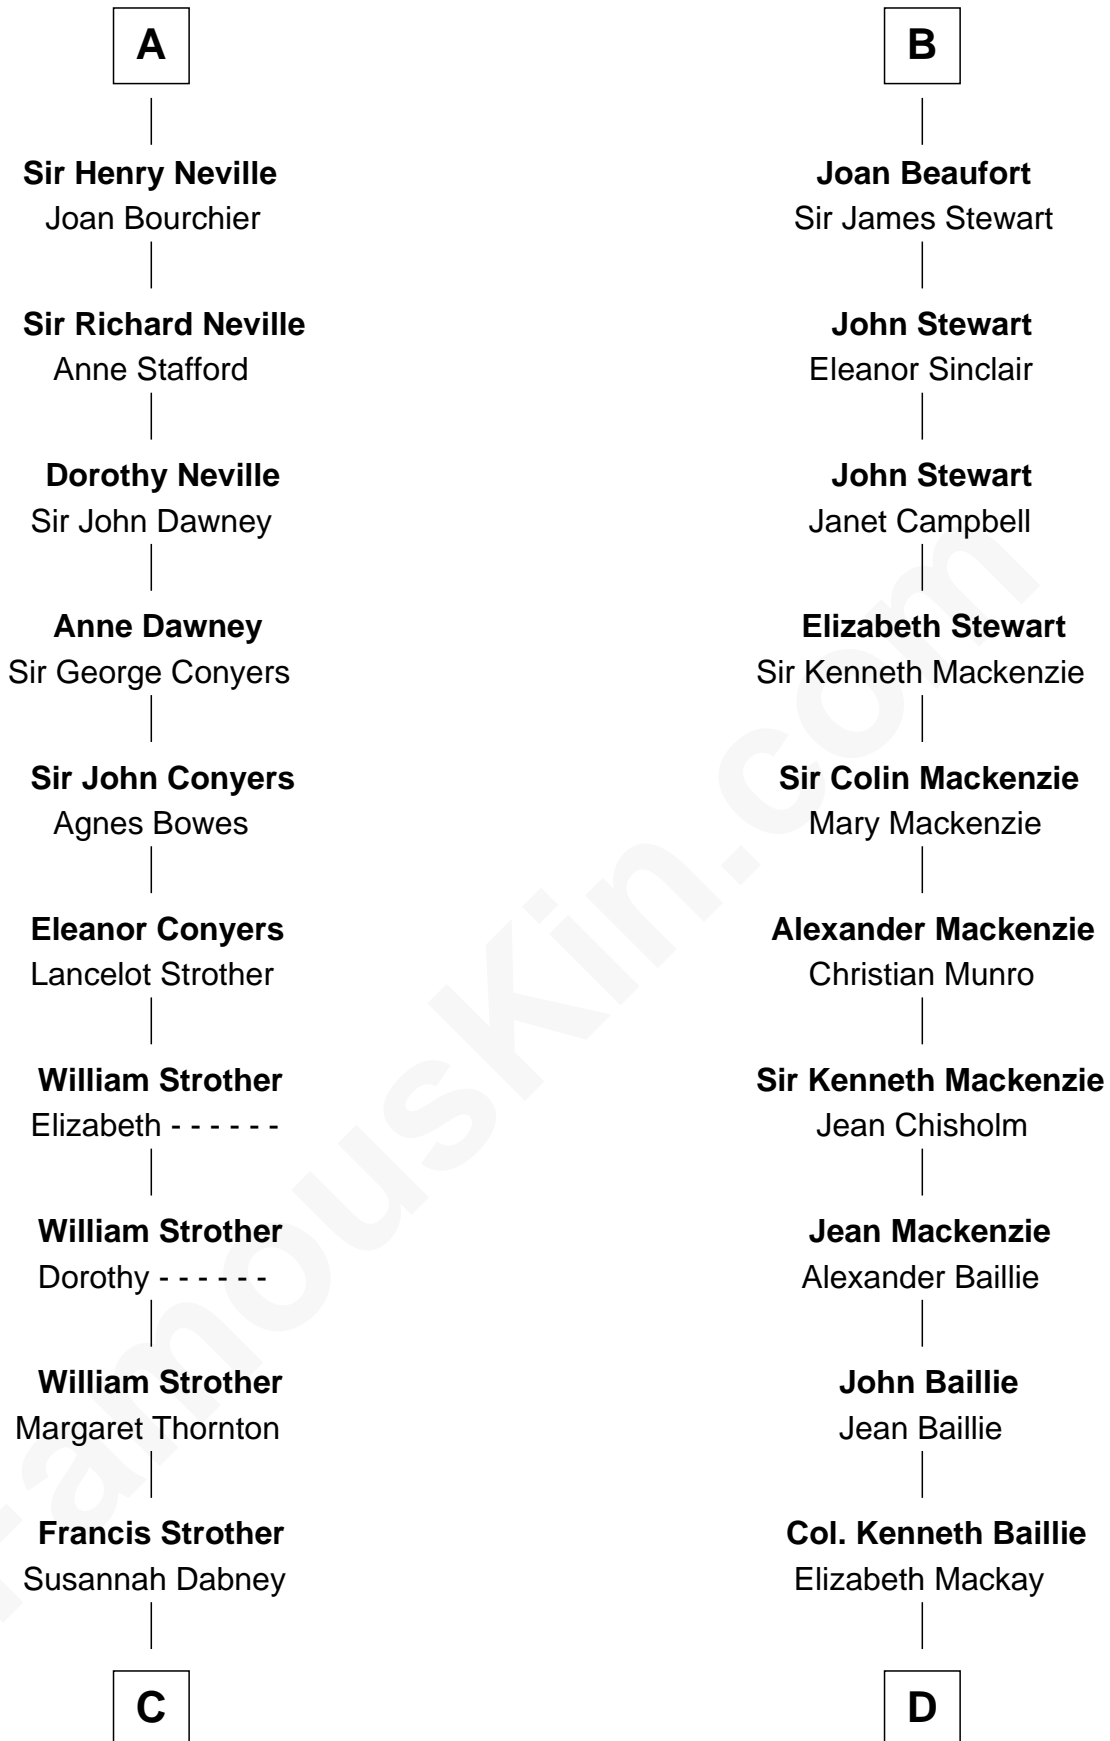 A
Sir Henry Neville
Joan Bourchier
Sir Richard Neville
Anne Stafford
Dorothy Neville
Sir John Dawney
Anne Dawney
Sir George Conyers
Sir John Conyers
Agnes Bowes
Eleanor Conyers
Lancelot Strother
William Strother
Elizabeth - - - - - -
William Strother
Dorothy - - - - - -
William Strother
Margaret Thornton
Francis Strother
Susannah Dabney
C
B
Joan Beaufort
Sir James Stewart
John Stewart
Eleanor Sinclair
John Stewart
Janet Campbell
Elizabeth Stewart
Sir Kenneth Mackenzie
Sir Colin Mackenzie
Mary Mackenzie
Alexander Mackenzie
Christian Munro
Sir Kenneth Mackenzie
Jean Chisholm
Jean Mackenzie
Alexander Baillie
John Baillie
Jean Baillie
Col. Kenneth Baillie
Elizabeth Mackay
D
FamousKin.com